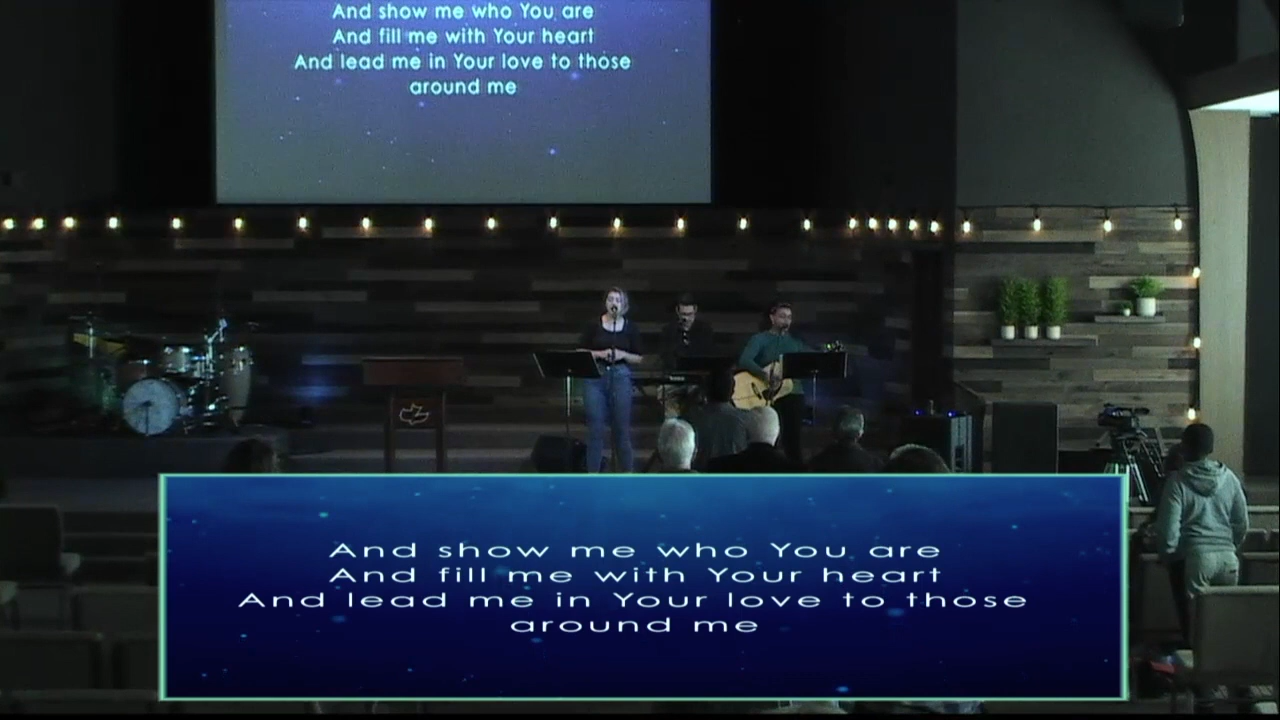 And show me who You are
And fill me with Your heart
And lead me in Your love to those
around me
And show me who You are
And fill me with Your heart
And lead me in Your love to those
around me